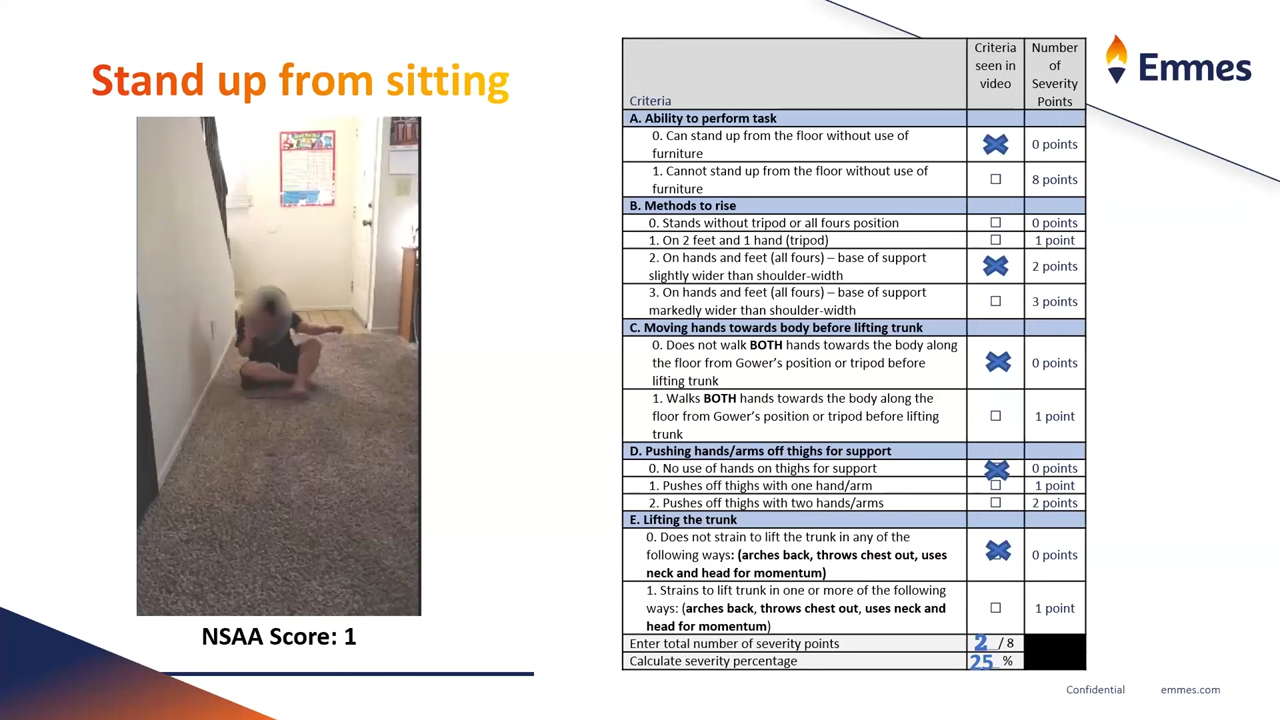 Stand up from sitting
Emmes
Criteria
Criteria
seen in
video
Number
of
Severity
Points
A. Ability to perform task
0. Can stand up from the floor without use of
furniture
0 points
1. Cannot stand up from the floor without use of
furniture
☐
8 points
B. Methods to rise
0. Stands without tripod or all fours position
☐
0 points
1. On 2 feet and 1 hand (tripod)
☐
1 point
2. On hands and feet (all fours) – base of support
slightly wider than shoulder-width
2 points
3. On hands and feet (all fours) – base of support
markedly wider than shoulder-width
☐
3 points
C. Moving hands towards body before lifting trunk
0. Does not walk BOTH hands towards the body along
the floor from Gower’s position or tripod before
lifting trunk
0 points
1. Walks BOTH hands towards the body along the
floor from Gower’s position or tripod before lifting
trunk
☐
1 point
D. Pushing hands/arms off thighs for support
0. No use of hands on thighs for support
0 points
1. Pushes off thighs with one hand/arm
☐
1 point
2. Pushes off thighs with two hands/arms
☐
2 points
E. Lifting the trunk
0. Does not strain to lift the trunk in any of the
following ways: (arches back, throws chest out, uses
neck and head for momentum)
0 points
1. Strains to lift trunk in one or more of the following
ways: (arches back, throws chest out, uses neck and
head for momentum)
☐
1 point
Enter total number of severity points
2 / 8
Calculate severity percentage
25 %
NSAA Score: 1
Confidential
emmes.com